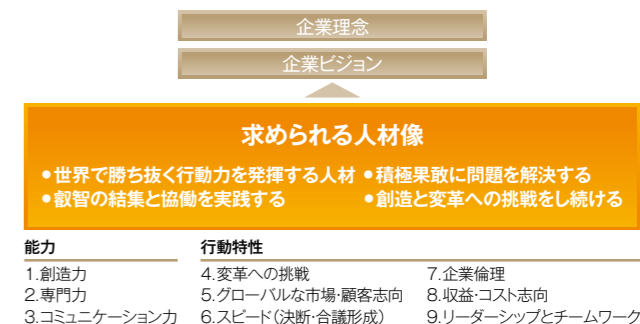 企業理念
企業ビジョン
求められる人材像
●世界で勝ち抜く行動力を発揮する人材 ●積極果敢に問題を解決する
●叡智の結集と協働を実践する ●創造と変革への挑戦をし続ける
能力 行動特性
1.創造力 4.変革への挑戦 7.企業倫理
2.専門力 5.グローバルな市場・顧客志向 8.収益・コスト志向
3.コミュニケーション力 6.スピード(決断・合議形成) 9.リーダーシップとチームワーク